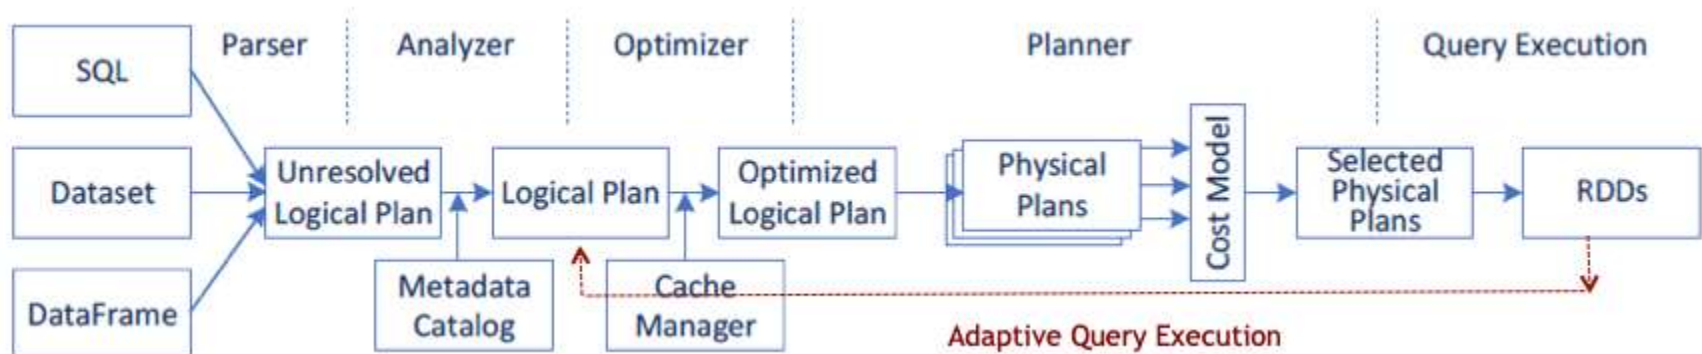 Parser
Analyzer
Optimizer
Planner
Query Execution
SQL
Dataset
DataFrame
Unresolved
Logical Plan
Metadata
Catalog
Logical Plan
Cache
Manager
Optimized
Logical Plan
Physical
Plans
Cost Model
Selected
Physical
Plans
RDDs
Adaptive Query Execution